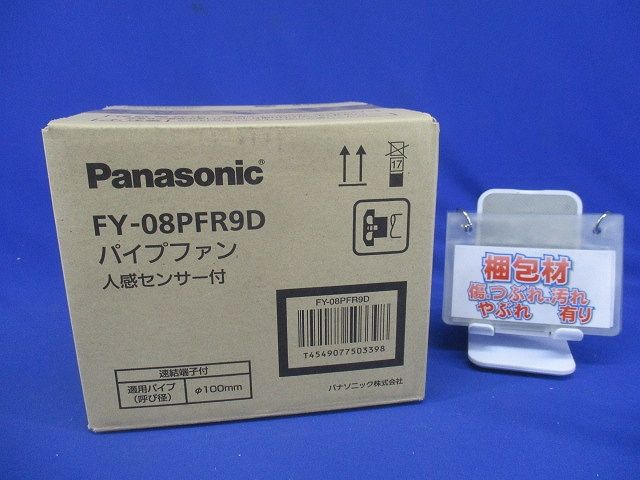 Panasonic®
FY-08PFR9D
パイプファン
人感センサー付
17
FY-08PFR9D
T4549077503398
速結端子付
適用パイプ
(呼び径)
φ100mm
パナソニック株式会社
梱包材
傷、つぶれ、汚れ
やぶれ 有り